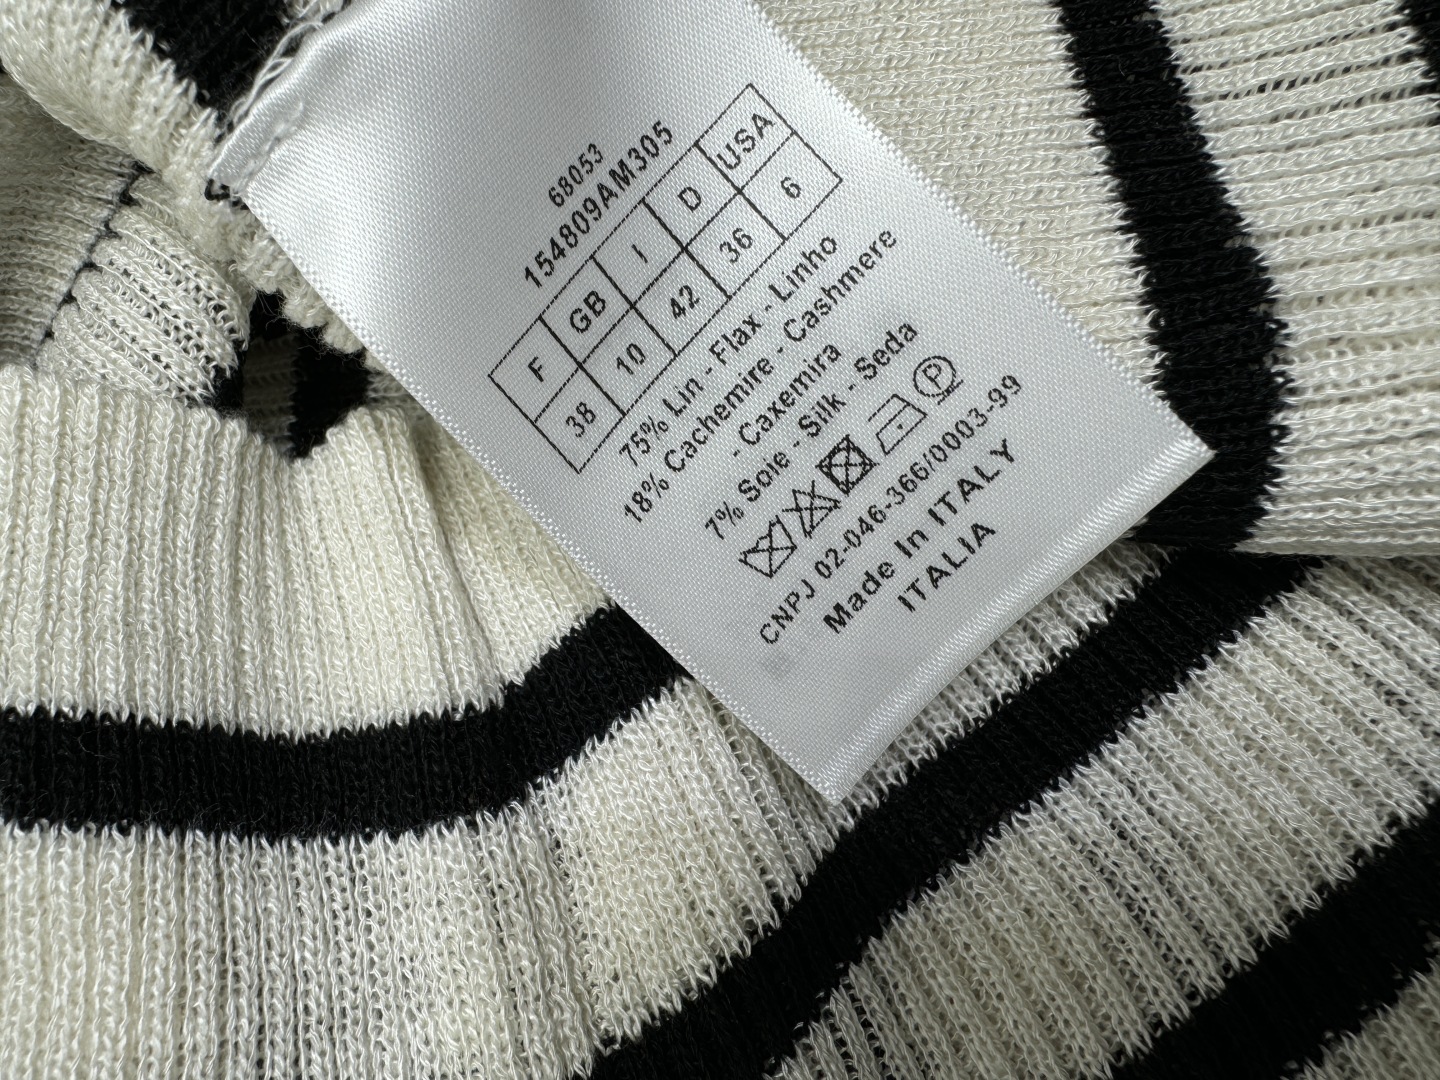 68053
154809AM305
F GB I D USA
38 10 42 36 6
75% Lin - Flax - Linho
18% Cachemire - Cashmere
- Caxemira
7% Soie - Silk - Seda
P
CNPJ 02-046-366/0003-99
Made In ITALY
ITALIA